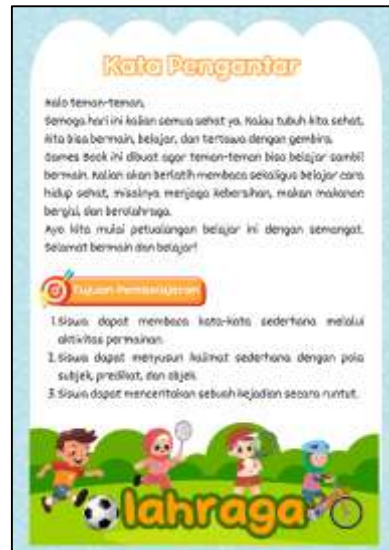 Kata Pengantar
Halo teman-teman,
Semoga hari ini kalian semua sehat ya. Kalau tubuh kita sehat,
kita bisa bermain, belajar, dan tertawa dengan gembira.
Games Book ini dibuat agar teman-teman bisa belajar sambil
bermain. Kalian akan berlatih membaca sekaligus belajar cara
hidup sehat, misalnya menjaga kebersihan, makan makanan
bergizi, dan berolahraga.
Ayo kita mulai petualangan belajar ini dengan semangat.
Selamat bermain dan belajar!
Tujuan Pembelajaran
1. Siswa dapat membaca kata-kata sederhana melalui
aktivitas permainan.
2. Siswa dapat menyusun kalimat sederhana dengan pola
subjek, predikat, dan objek.
3. Siswa dapat menceritakan sebuah kejadian secara runtut.
lahraga